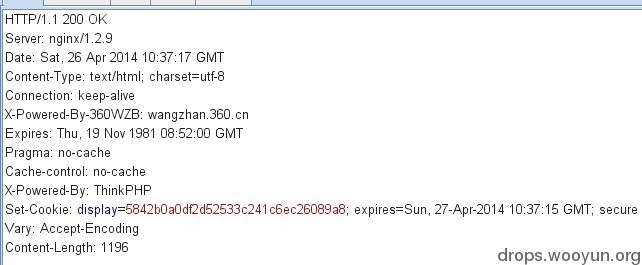 HTTP/1.1 200 OK
Server: nginx/1.2.9
Date: Sat, 26 Apr 2014 10:37:17 GMT
Content-Type: text/html; charset=utf-8
Connection: keep-alive
X-Powered-By-360WZB: wangzhan.360.cn
Expires: Thu, 19 Nov 1981 08:52:00 GMT
Pragma: no-cache
Cache-control: no-cache
X-Powered-By: ThinkPHP
Set-Cookie: display=5842b0a0df2d52533c241c6ec26089a8; expires=Sun, 27-Apr-2014 10:37:15 GMT; secure
Vary: Accept-Encoding
Content-Length: 1196
drops.wooyun.org